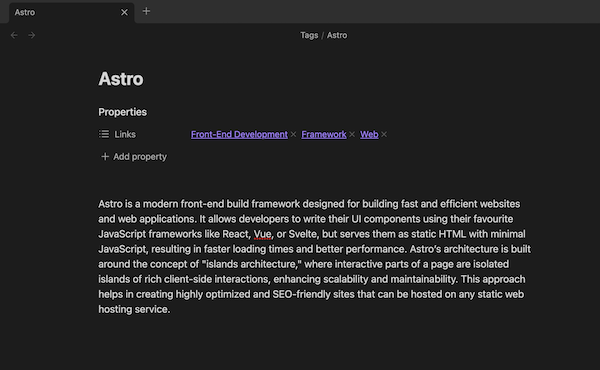 Astro
Tags / Astro
Astro
Properties
Links Front-End Development Framework Web
Add property
Astro is a modern front-end build framework designed for building fast and efficient websites
and web applications. It allows developers to write their UI components using their favourite
JavaScript frameworks like React, Vue, or Svelte, but serves them as static HTML with minimal
JavaScript, resulting in faster loading times and better performance. Astro's architecture is built
around the concept of "islands architecture," where interactive parts of a page are isolated
islands of rich client-side interactions, enhancing scalability and maintainability. This approach
helps in creating highly optimized and SEO-friendly sites that can be hosted on any static web
hosting service.